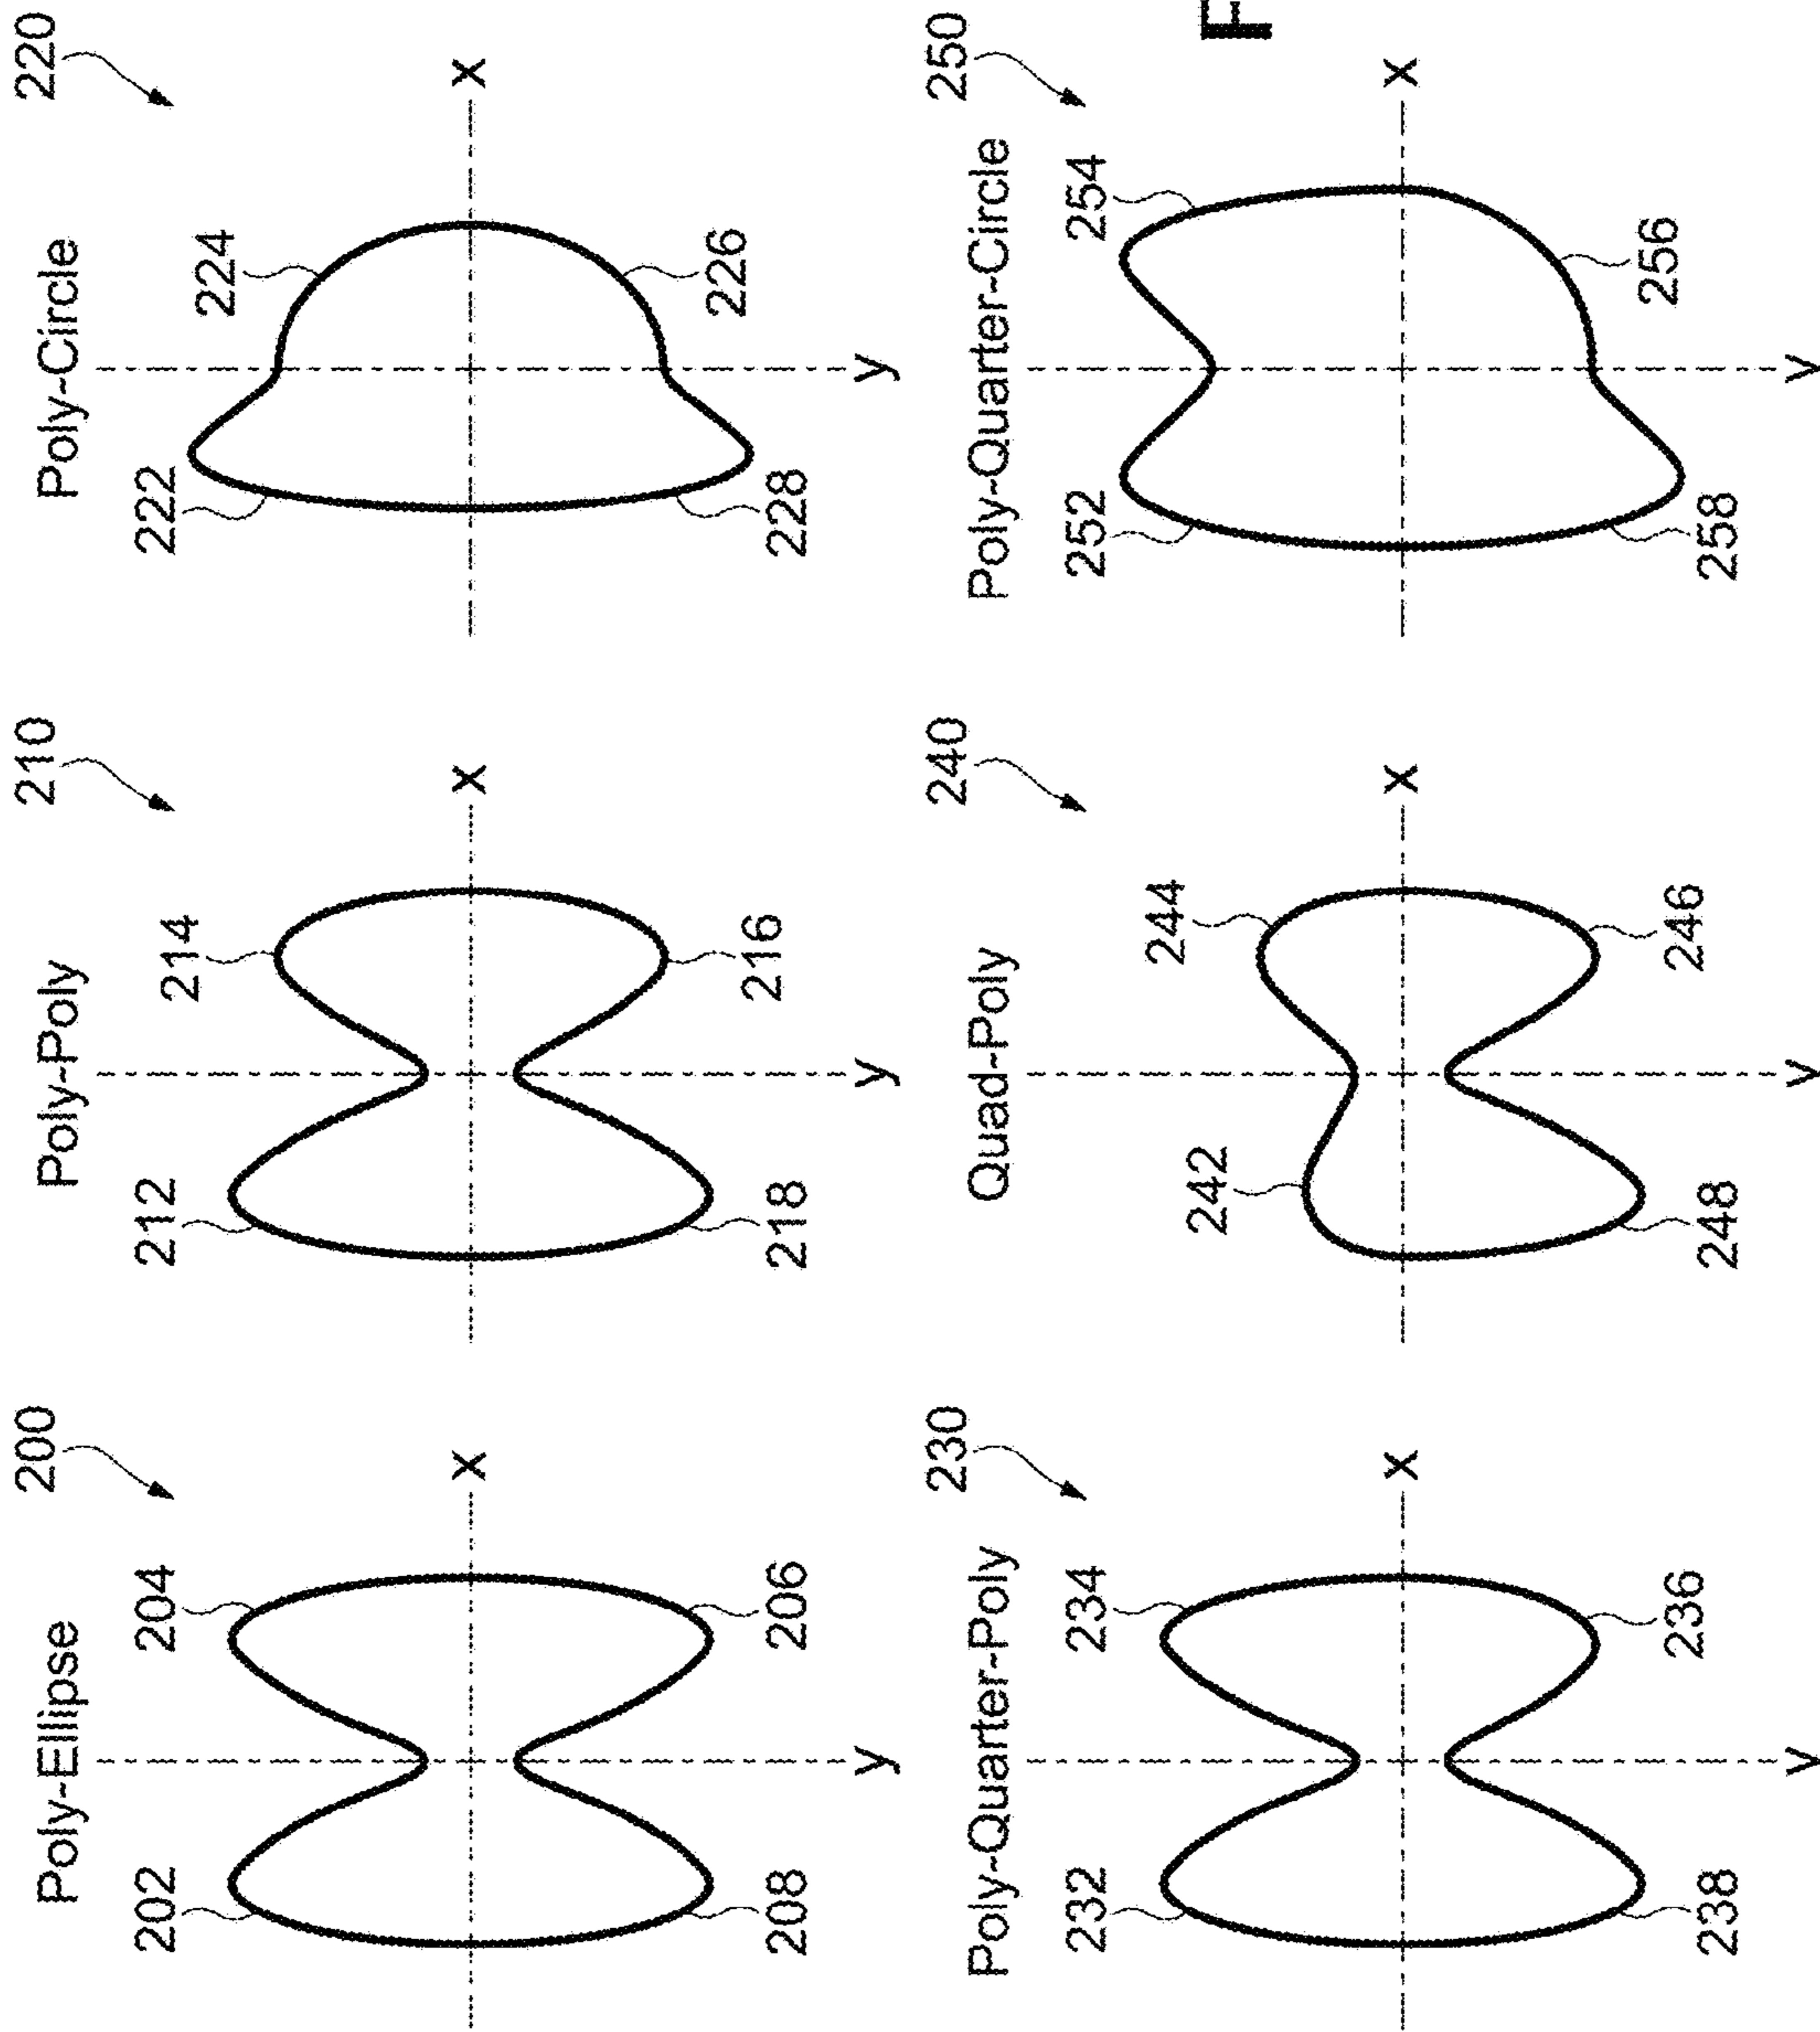 200
Poly-Ellipse
202
204
x
208
206
y
210
Poly-Poly
212
214
x
218
216
y
220
Poly-Circle
222
224
x
228
226
y
230
Poly-Quarter-Poly
232
234
x
238
236
240
Quad-Poly
242
244
x
248
246
250
Poly-Quarter-Circle
252
254
x
258
256
F